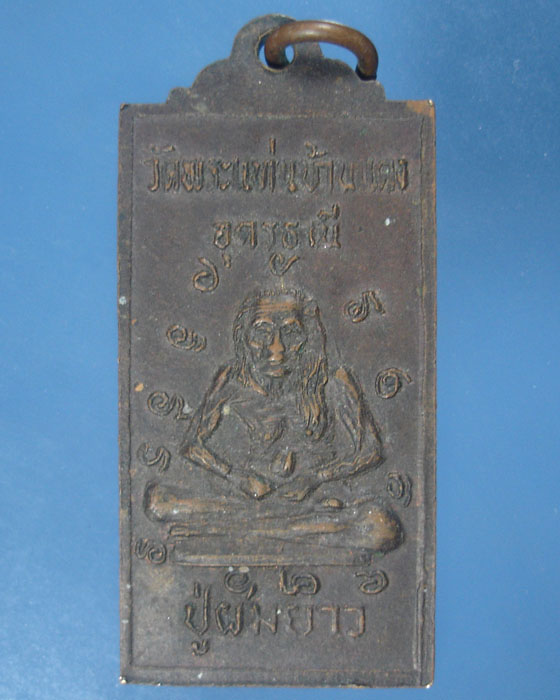 วัดพระแท่นบ้านแดง
อุดรธานี
ปู่ผมยาว